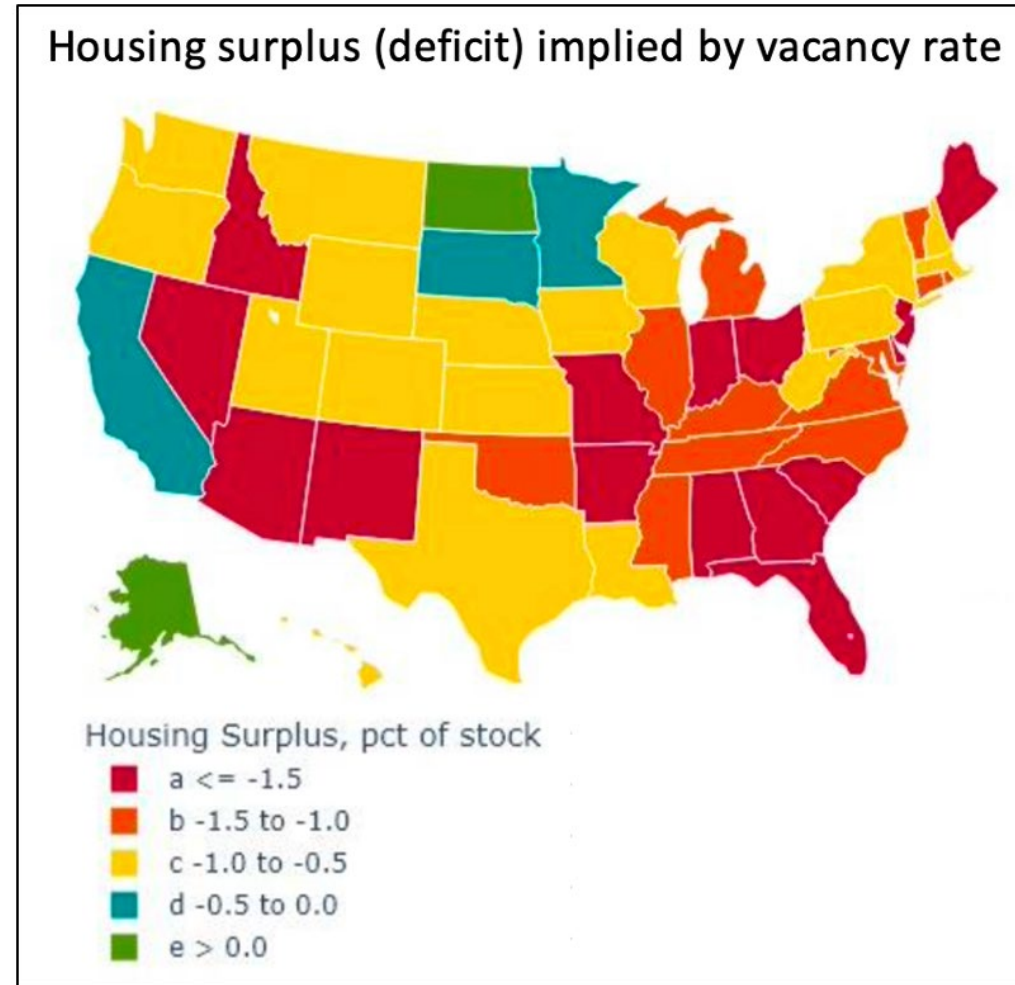 Housing surplus (deficit) implied by vacancy rate
Housing Surplus, pct of stock
a <= -1.5
b -1.5 to -1.0
c -1.0 to -0.5
d -0.5 to 0.0
e > 0.0